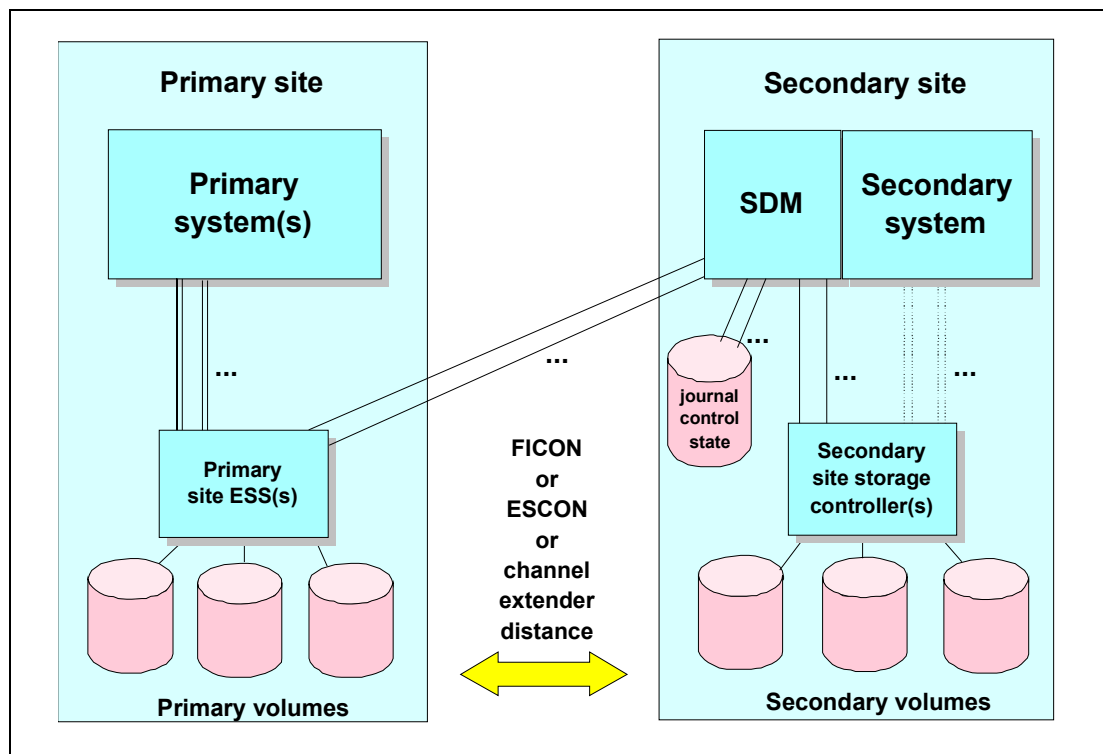 Primary site
Primary
system(s)
...
Primary
site ESS(s)
Primary volumes
...
FICON
or
ESCON
or
channel
extender
distance
Secondary site
SDM
Secondary
system
...
journal
control
state
...
...
Secondary
site storage
controller(s)
Secondary volumes